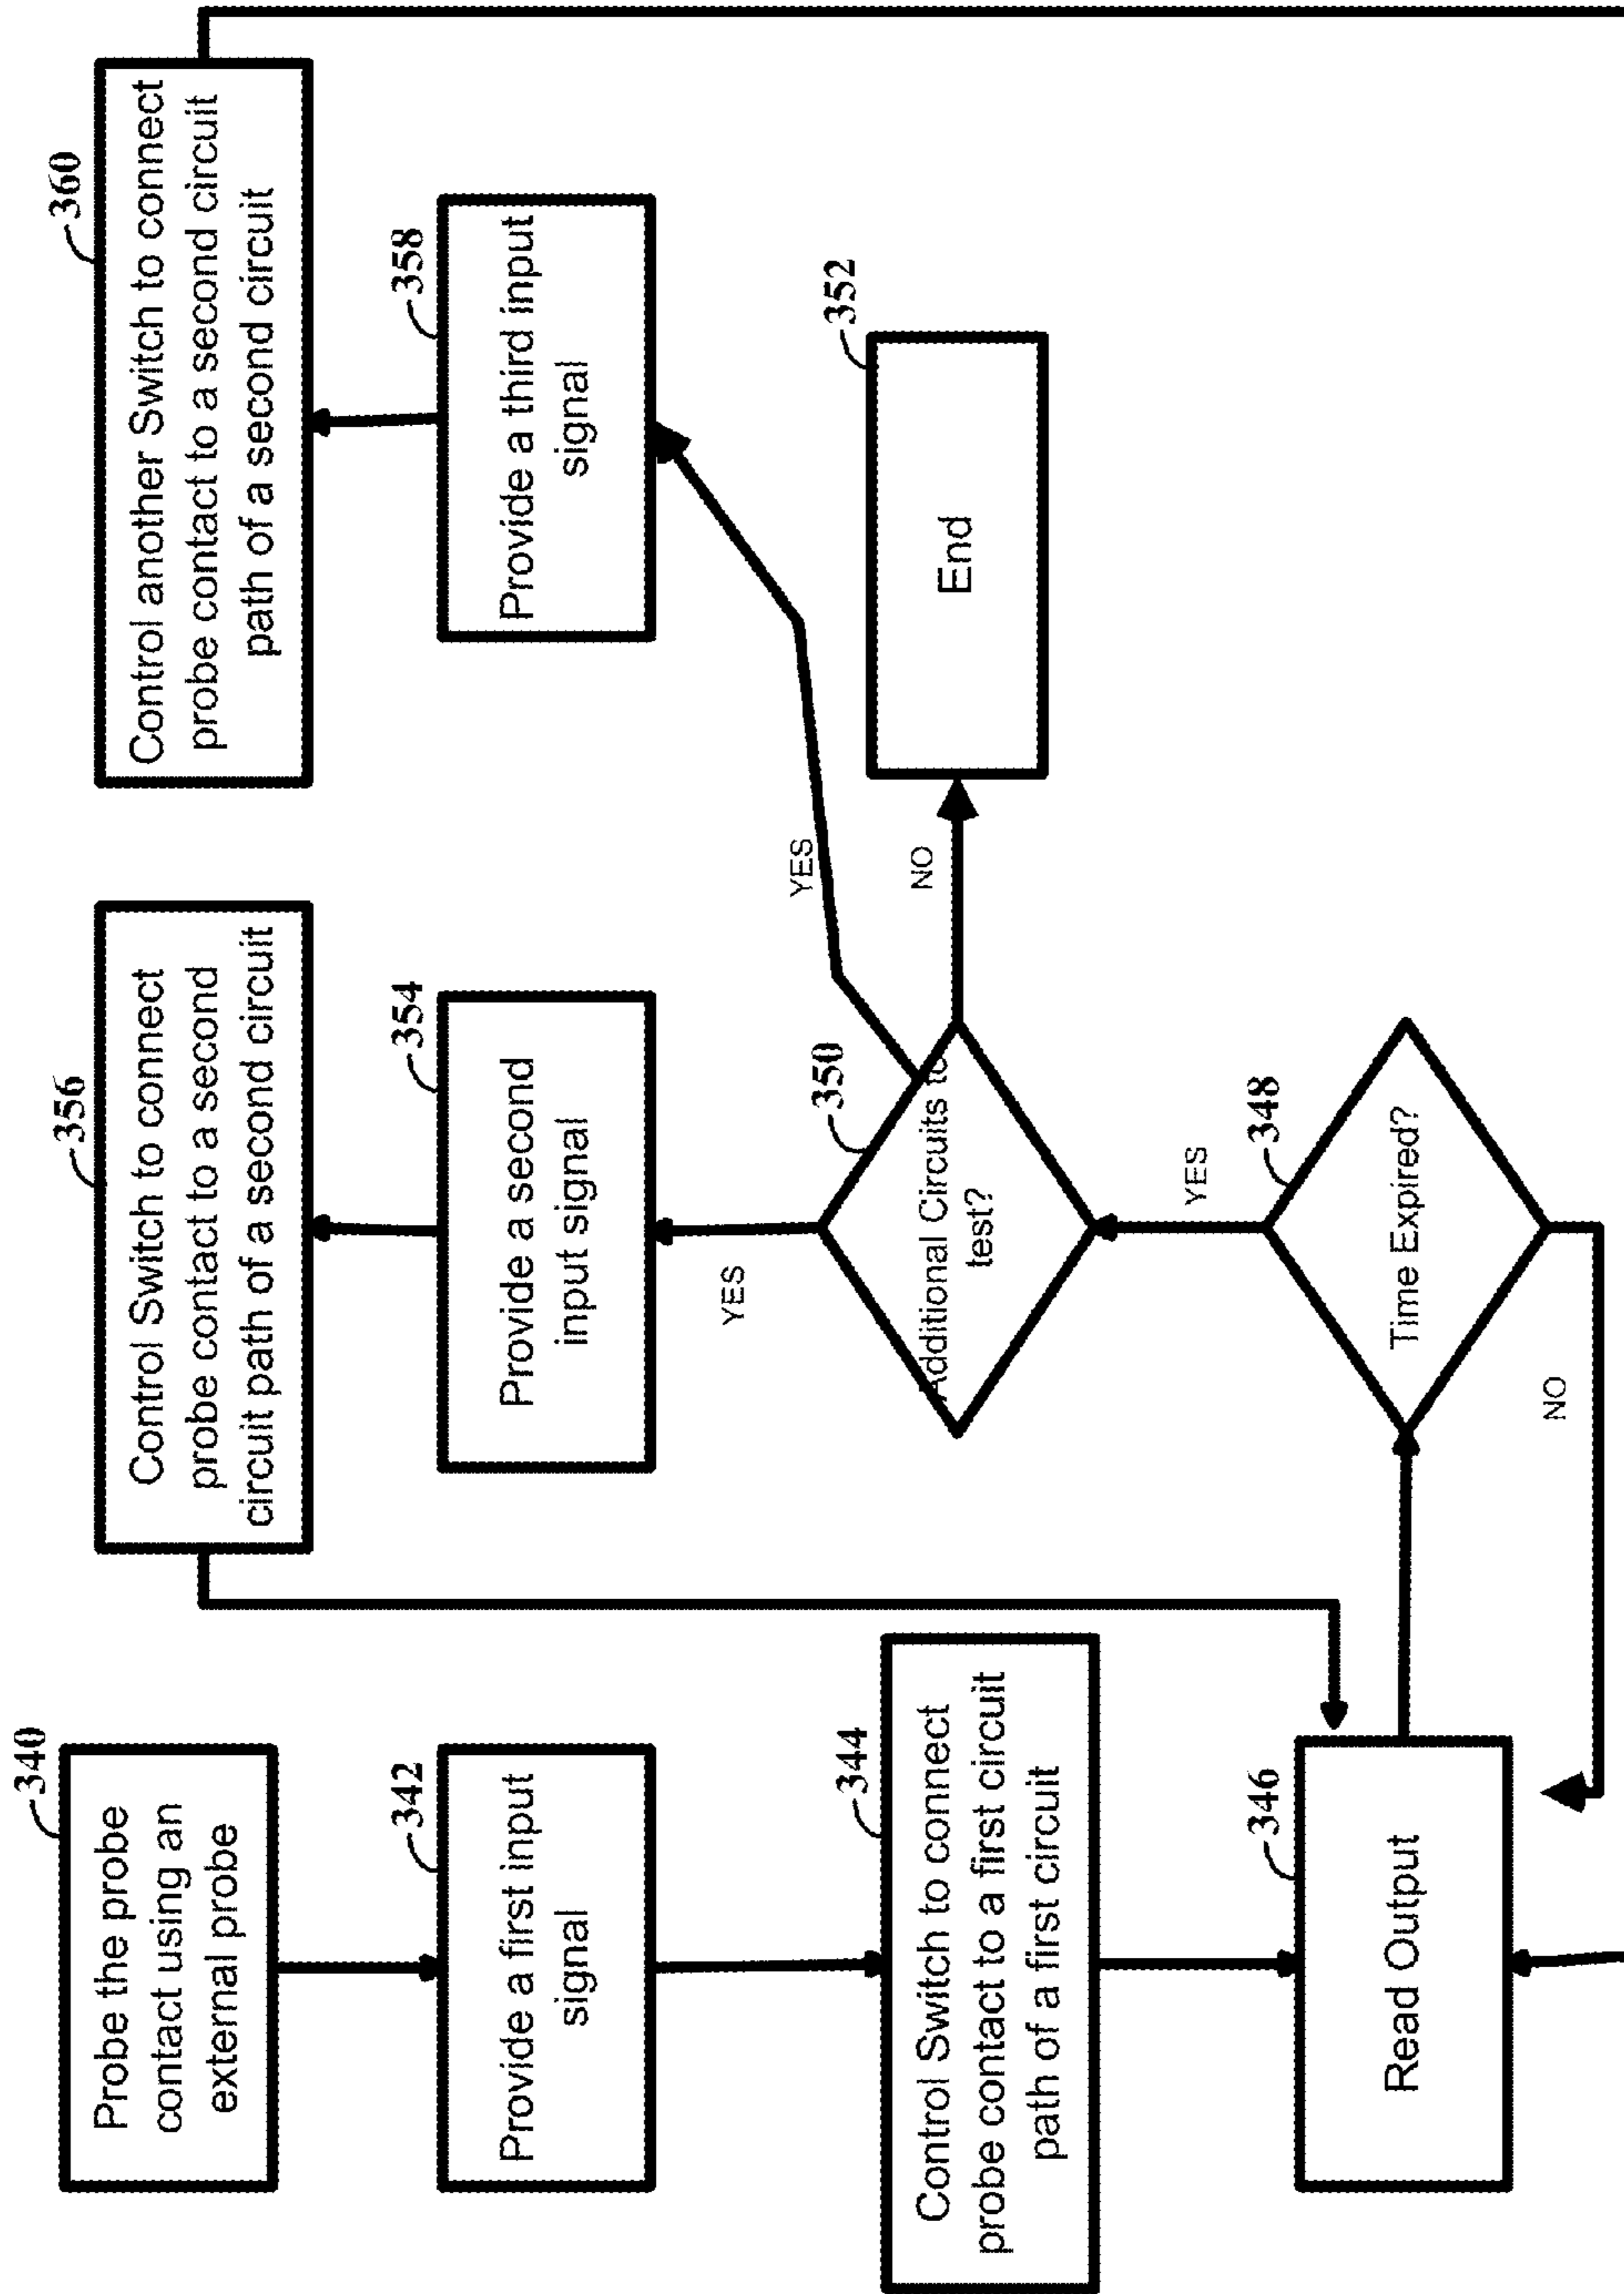 340
Probe the probe
contact using an
external probe
342
Provide a first input
signal
344
Control Switch to connect
probe contact to a first circuit
path of a first circuit
346
Read Output
348
Time Expired?
NO
YES
350
Additional Circuits to
test?
NO
352
End
YES
354
Provide a second
input signal
356
Control Switch to connect
probe contact to a second
circuit path of a second circuit
YES
358
Provide a third input
signal
360
Control another Switch to connect
probe contact to a second circuit
path of a second circuit